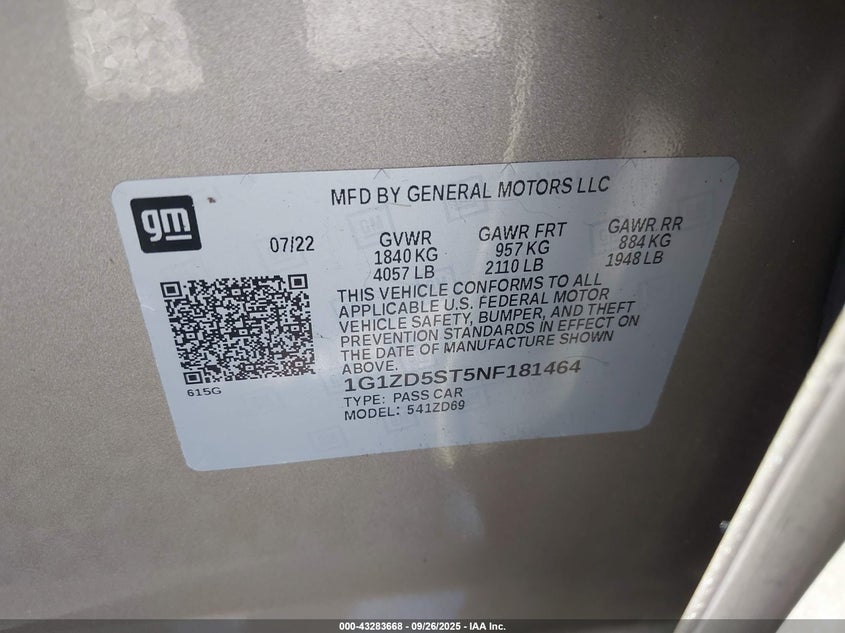 MFD BY GENERAL MOTORS LLC
gm
07/22
GVWR
1840 KG
4057 LB
GAWR FRT
957 KG
2110 LB
GAWR RR
884 KG
1948 LB
THIS VEHICLE CONFORMS TO ALL
APPLICABLE U.S. FEDERAL MOTOR
VEHICLE SAFETY, BUMPER, AND THEFT
PREVENTION STANDARDS IN EFFECT ON
THE DATE OF MANUFACTURE SHOWN
ABOVE.
615G
1G1ZD5ST5NF181464
TYPE: PASS CAR
MODEL: 541ZD69
000-43283668 - 09/26/2025 - IAA Inc.